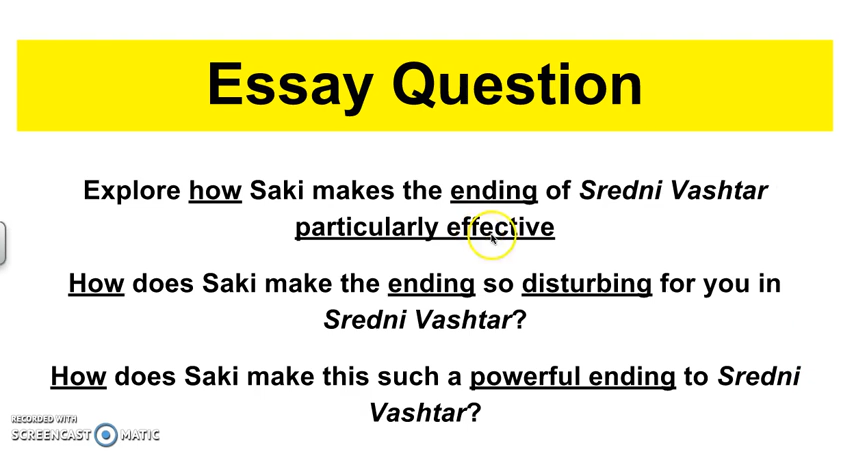 Essay Question
Explore how Saki makes the ending of Sredni Vashtar
particularly effective
How does Saki make the ending so disturbing for you in
Sredni Vashtar?
How does Saki make this such a powerful ending to Sredni
Vashtar?
RECORDED WITH
SCREENCAST MATIC